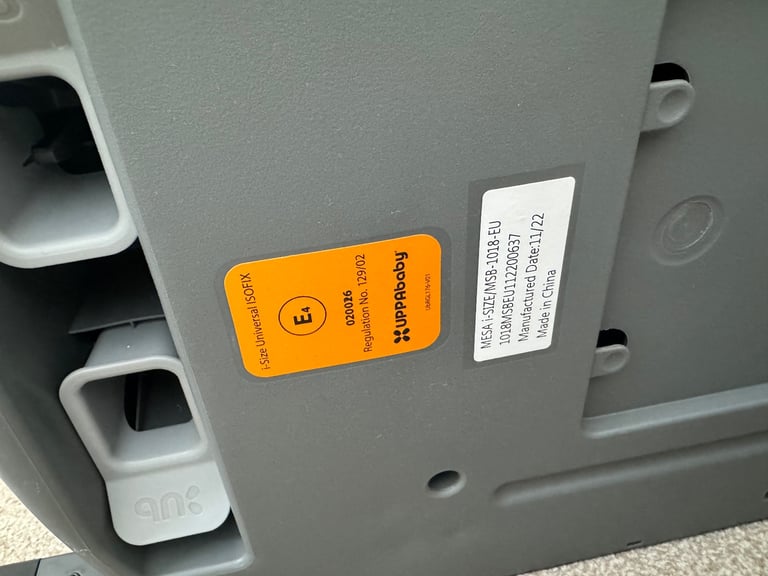 i-Size Universal ISOFIX
E4
020026
Regulation No. 129/02
UPPAbaby
MESA i-SIZE/MSB-1018-EU
1018MSBEU112200637
Manufactured Date:11/22
Made in China